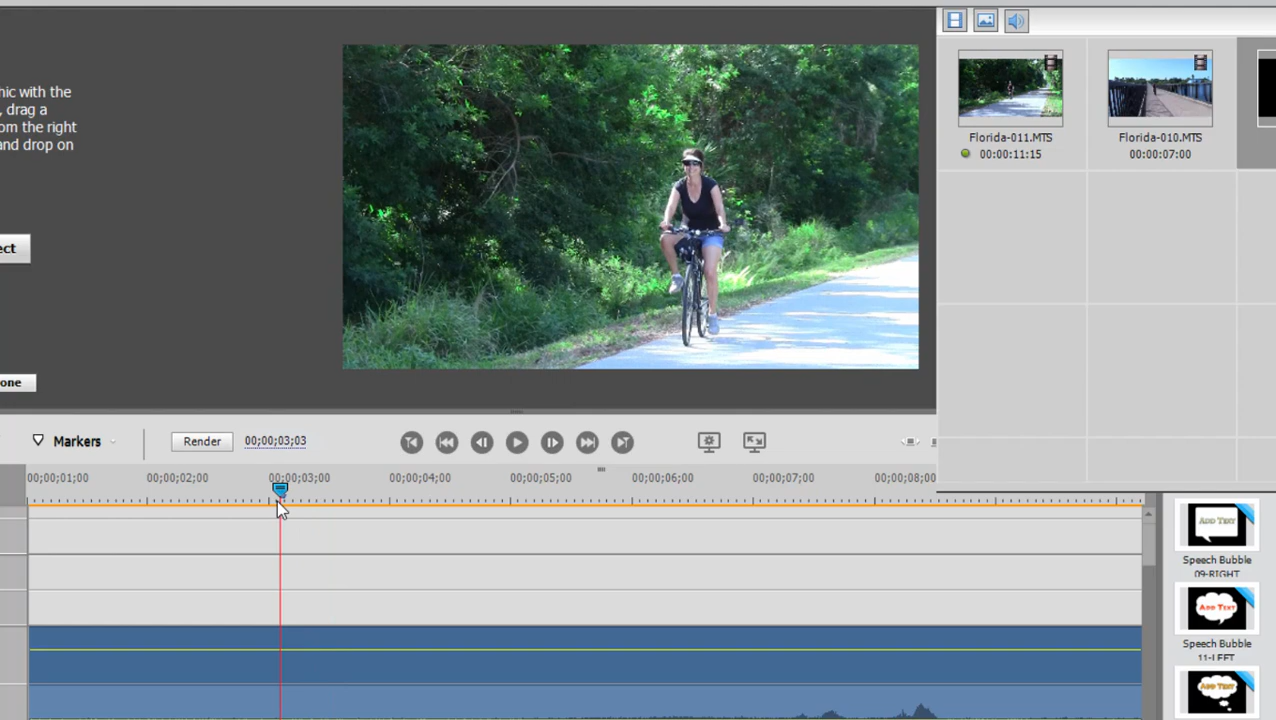 hic with the
, drag a
om the right
and drop on
ect
one
Florida-011.MTS
00:00:11:15
Florida-010.MTS
00:00:07:00
Markers
Render
00;00;03;03
00;00;01;00
00;00;02;00
00;00;03;00
00;00;04;00
00;00;05;00
00;00;06;00
00;00;07;00
00;00;08;00
ADD TEXT
Speech Bubble
09-RIGHT
ADD TEXT
Speech Bubble
11-LEFT
ADD TEXT